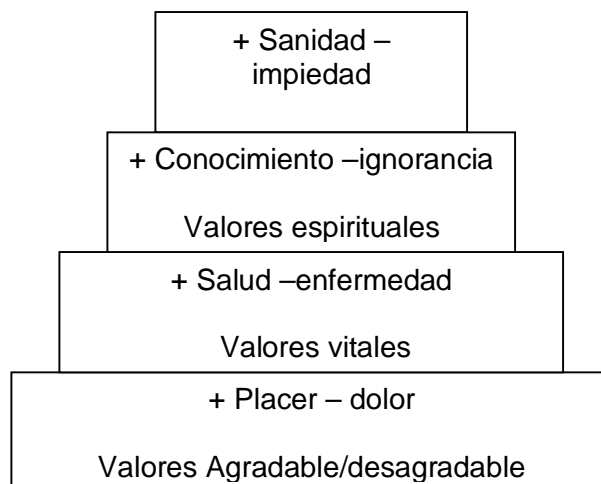 + Sanidad –
impiedad
+ Conocimiento –ignorancia
Valores espirituales
+ Salud –enfermedad
Valores vitales
+ Placer – dolor
Valores Agradable/desagradable